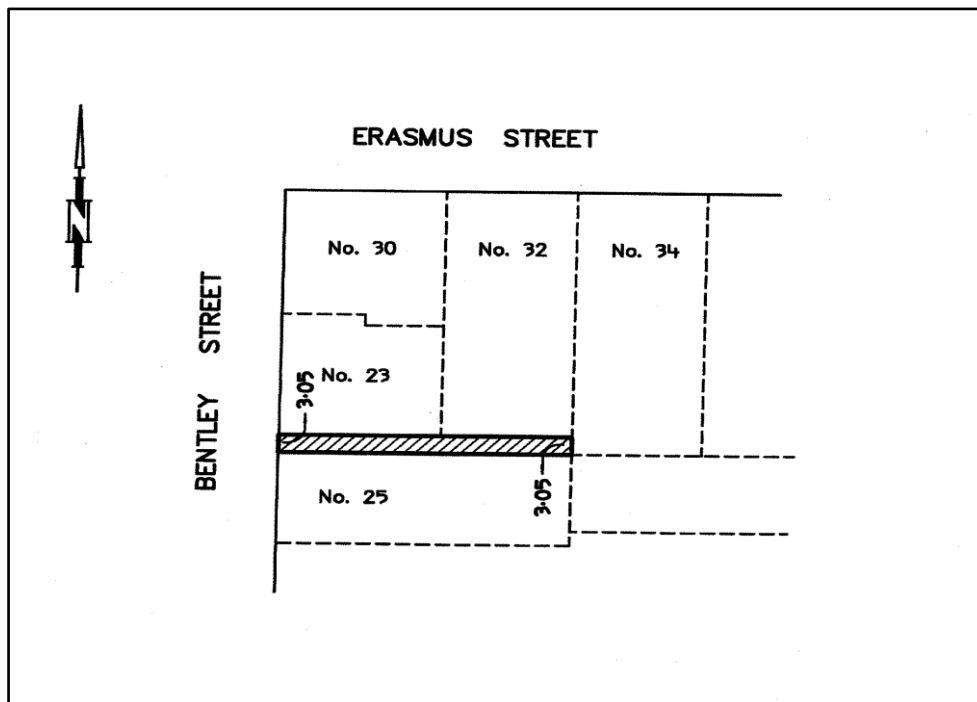 ERASMUS STREET
N
No. 30
No. 32
No. 34
BENTLEY STREET
No. 23
3.05
No. 25
3.05